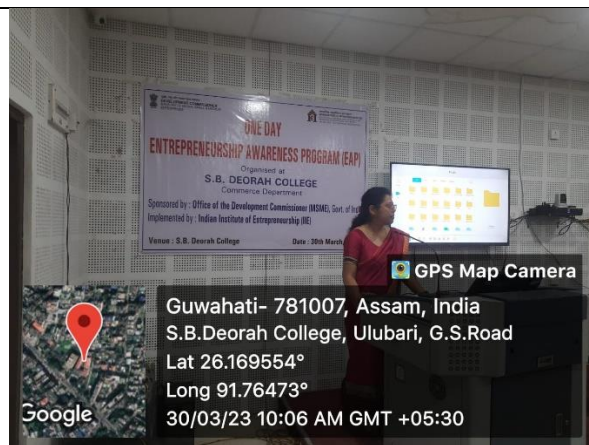 ONE DAY
ENTREPRENEURSHIP AWARENESS PROGRAM (EAP)
Organised at
S.B. DEORAH COLLEGE
Commerce Department
Sponsored by : Office of the Development Commissioner (MSME), Govt. of
Implemented by : Indian Institute of Entrepreneurship (IIE)
Venue : S.B. Deorah College
Date : 30th March,
GPS Map Camera
Guwahati- 781007, Assam, India
S.B.Deorah College, Ulubari, G.S.Road
Lat 26.169554°
Long 91.76473°
30/03/23 10:06 AM GMT +05:30
Google